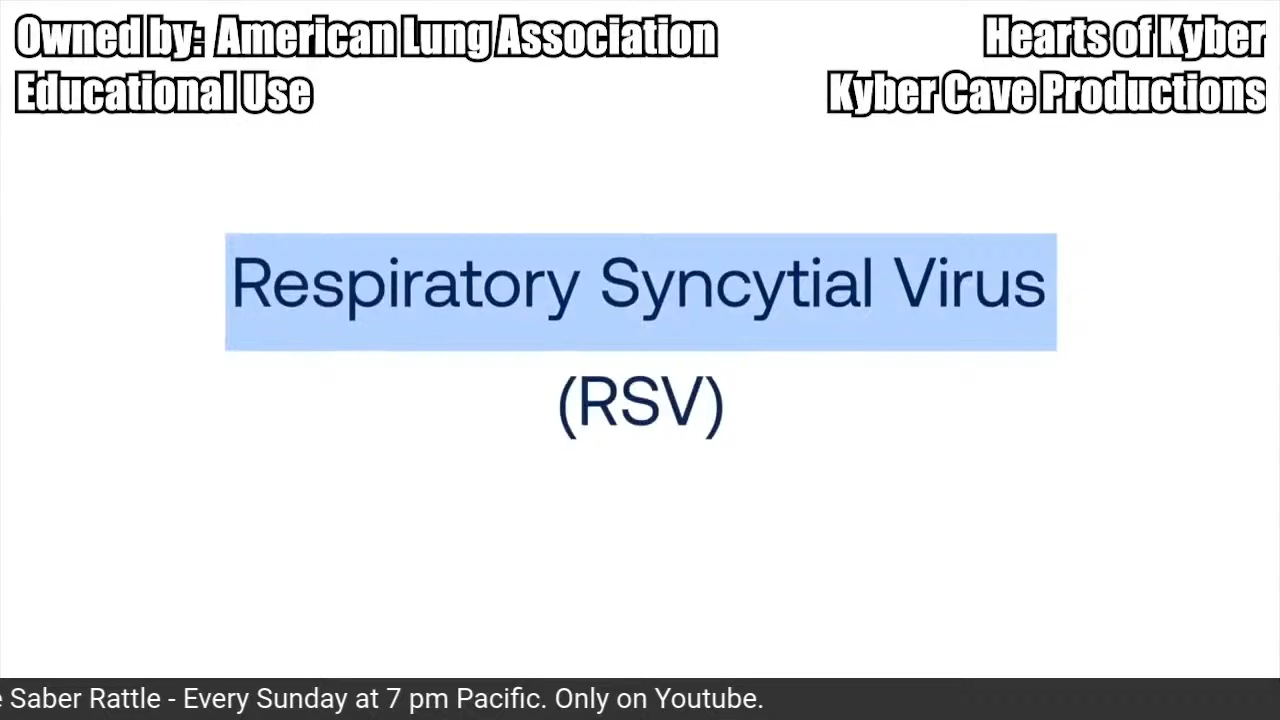 Owned by: American Lung Association
Educational Use
Hearts of Kyber
Kyber Cave Productions
Respiratory Syncytial Virus
(RSV)
Saber Rattle - Every Sunday at 7 pm Pacific. Only on Youtube.